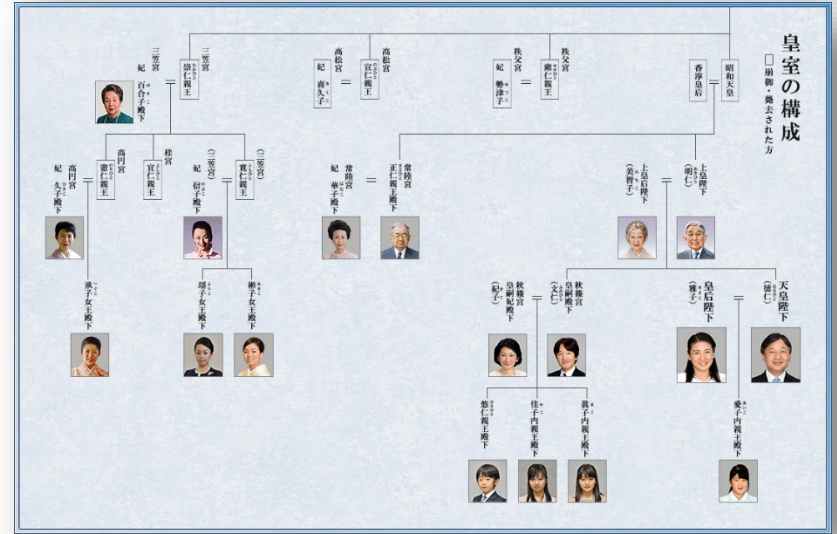 皇室の構成
□ 崩御・薨去された方
昭和天皇
香淳皇后
秩父宮
雍仁親王
秩父宮
妃 勢津子
高松宮
宣仁親王
高松宮
妃 喜久子
三笠宮
崇仁親王
三笠宮
妃 百合子殿下
上皇陛下
(明仁)
上皇后陛下
(美智子)
常陸宮
正仁親王殿下
常陸宮
妃 華子殿下
(三笠宮)
寬仁親王
(三笠宮)
妃 信子殿下
桂宮
宜仁親王
高円宮
憲仁親王
高円宮
妃 久子殿下
天皇陛下
(徳仁)
皇后陛下
(雅子)
秋篠宮
皇嗣殿下
(文仁)
秋篠宮
皇嗣妃殿下
(紀子)
彬子女王殿下
瑶子女王殿下
承子女王殿下
愛子内親王殿下
眞子内親王殿下
佳子内親王殿下
悠仁親王殿下